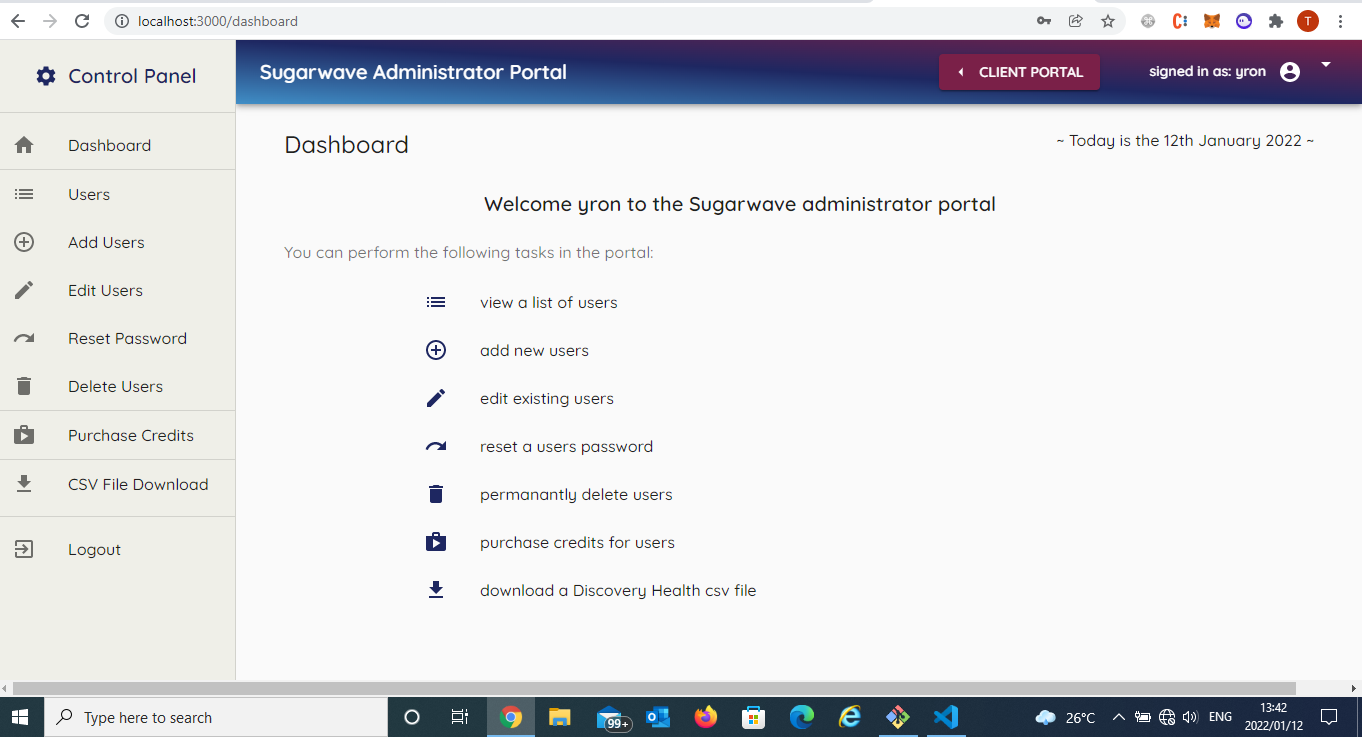 localhost:3000/dashboard
T
Control Panel
Sugarwave Administrator Portal
CLIENT PORTAL
signed in as: yron
Dashboard
Users
Add Users
Edit Users
Reset Password
Delete Users
Purchase Credits
CSV File Download
Logout
Dashboard
~ Today is the 12th January 2022 ~
Welcome yron to the Sugarwave administrator portal
You can perform the following tasks in the portal:
view a list of users
add new users
edit existing users
reset a users password
permanantly delete users
purchase credits for users
download a Discovery Health csv file
Type here to search
99+
26°C
ENG
13:42
2022/01/12